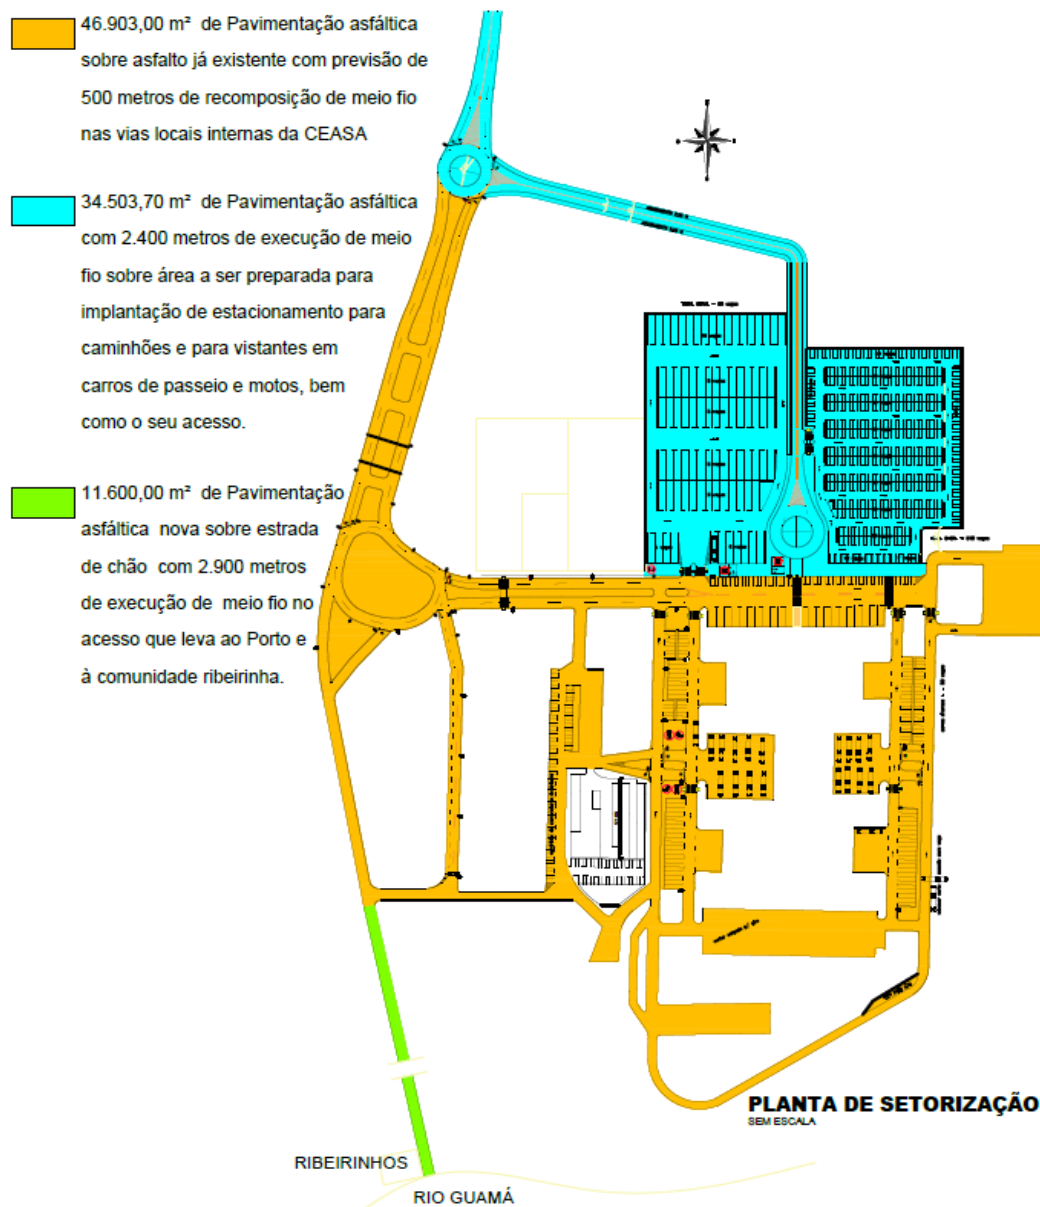 46.903,00 m² de Pavimentação asfáltica
sobre asfalto já existente com previsão de
500 metros de recomposição de meio fio
nas vias locais internas da CEASA
34.503,70 m² de Pavimentação asfáltica
com 2.400 metros de execução de meio
fio sobre área a ser preparada para
implantação de estacionamento para
caminhões e para vistantes em
carros de passeio e motos, bem
como o seu acesso.
11.600,00 m² de Pavimentação
asfáltica nova sobre estrada
de chão com 2.900 metros
de execução de meio fio no
acesso que leva ao Porto e
à comunidade ribeirinha.
PLANTA DE SETORIZAÇÃO
SEM ESCALA
RIBEIRINHOS
RIO GUAMÁ